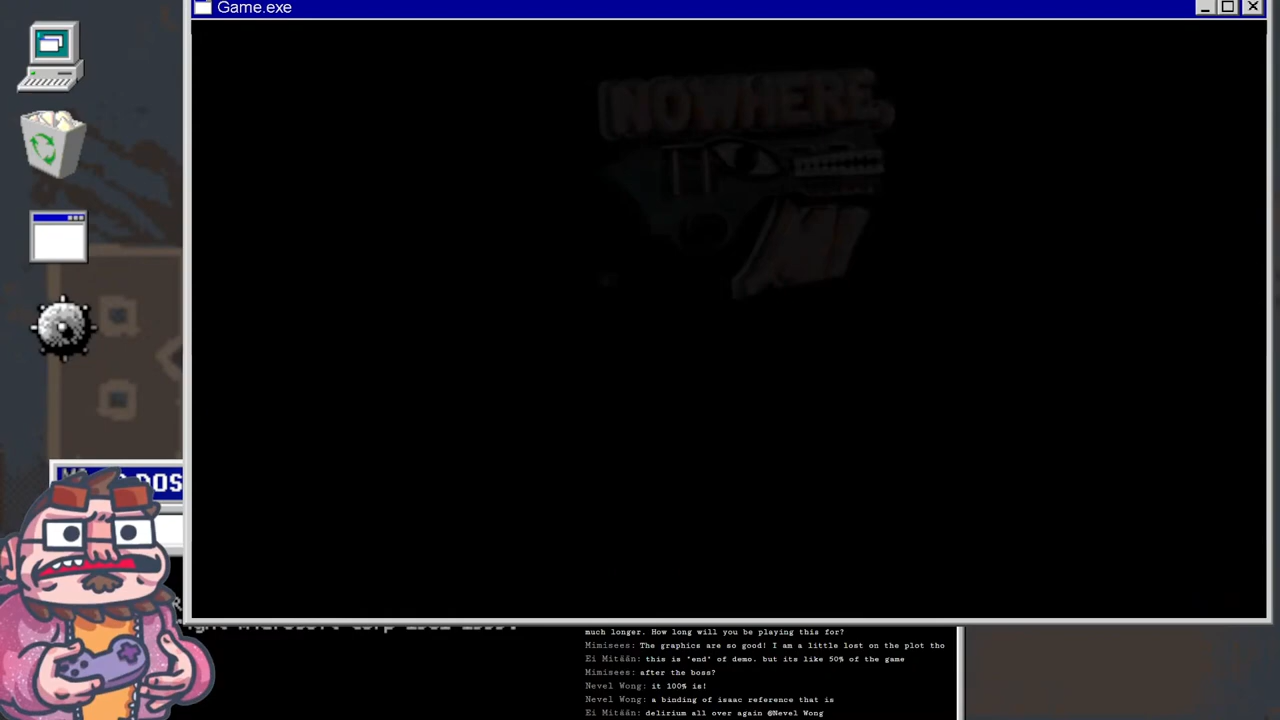 Game.exe
NOWHERE,
MI
DOS
much longer. How long will you be playing this for?
Mimisees: The graphics are so good! I am a little lost on the plot tho
Ei Mitään: this is "end" of demo. but its like 50% of the game
Mimisees: after the boss?
Nevel Wong: it 100% is!
Nevel Wong: a binding of isaac reference that is
Ei Mitään: delirium all over again @Nevel Wong